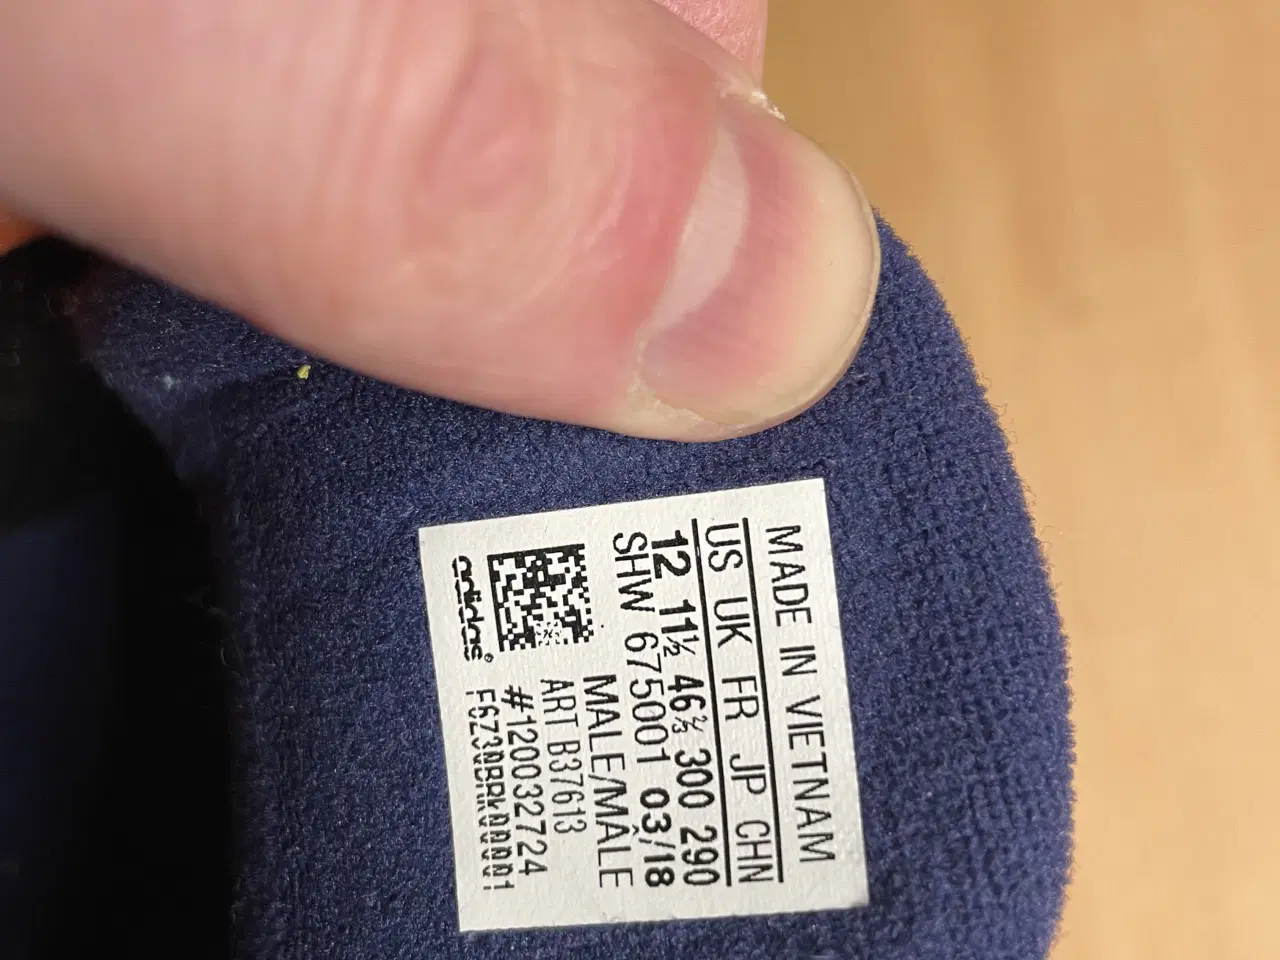 MADE IN VIETNAM
US UK FR JP CHN
12 11½ 46⅔ 300 290
SHW 675001 03/18
MALE/MÂLE
ART B37613
#120032724
adidas®